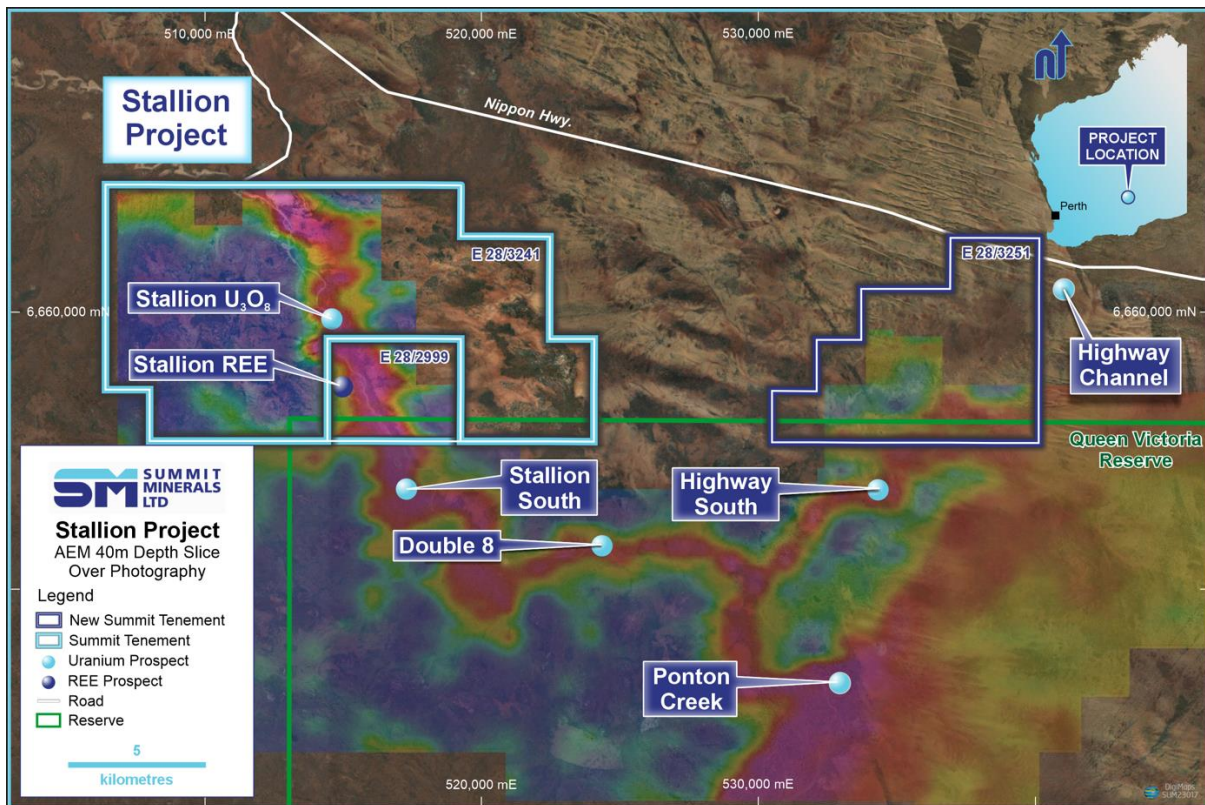 510,000 mE
520,000 mE
530,000 mE
Stallion
Project
Nippon Hwy.
PROJECT
LOCATION
Perth
E 28/3241
E 28/3251
Stallion U₃O₈
6,660,000 mN
6,660,000 mN
Stallion REE
E 28/2999
Highway
Channel
Queen Victoria
Reserve
SM SUMMIT
MINERALS
LTD
Stallion Project
AEM 40m Depth Slice
Over Photography
Legend
New Summit Tenement
Summit Tenement
Uranium Prospect
REE Prospect
Road
Reserve
5
kilometres
Stallion
South
Highway
South
Double 8
Ponton
Creek
520,000 mE
530,000 mE
DigiMaps
SUM23017